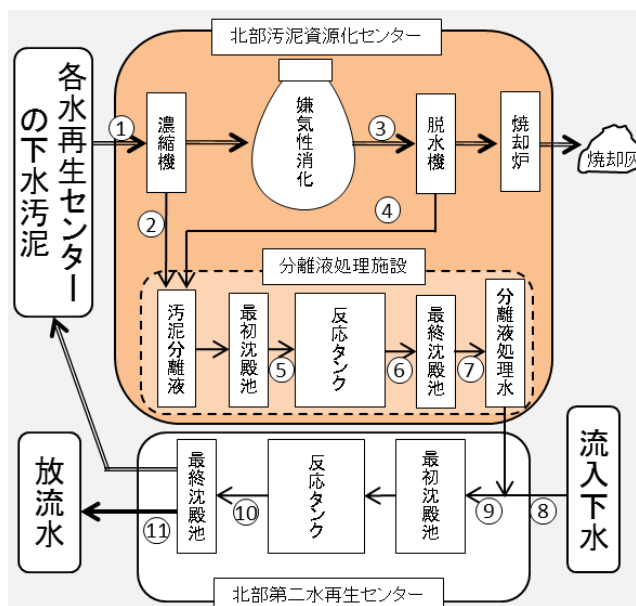 北部汚泥資源化センター
各水再生センター
の下水汚泥
①
濃縮機
嫌気性消化
③
脱水機
焼却炉
焼却灰
②
④
分離液処理施設
汚泥分離液
最初沈殿池
⑤
反応タンク
⑥
最終沈殿池
⑦
分離液処理水
放流水
⑪
最終沈殿池
⑩
反応タンク
最初沈殿池
⑨
⑧
流入下水
北部第二水再生センター